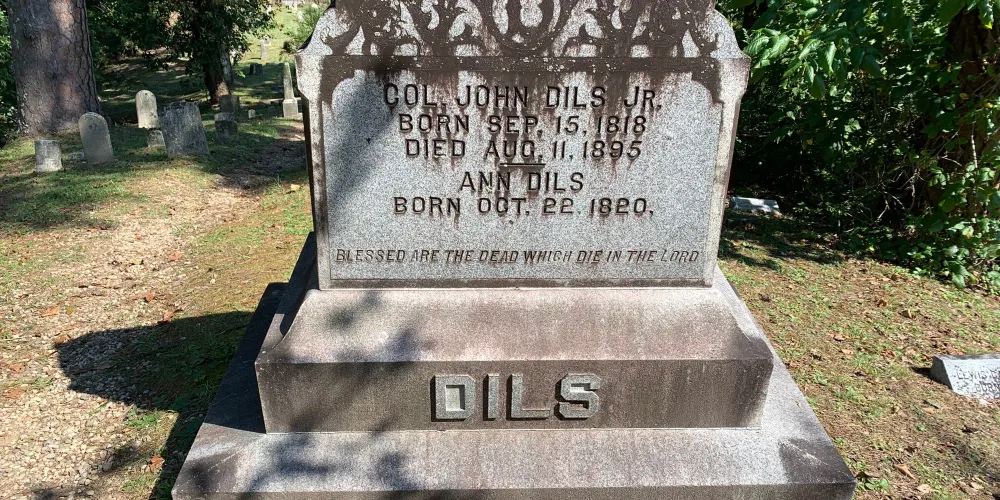 COL. JOHN DILS JR.
BORN SEP. 15, 1818
DIED AUG. 11, 1895
ANN DILS
BORN OCT. 22. 1820.
BLESSED ARE THE DEAD WHICH DIE IN THE LORD
DILS